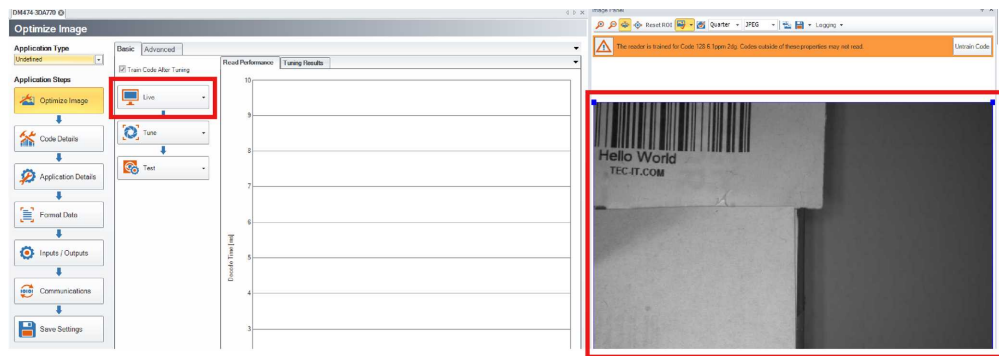 DM474-3DA778
Optimize Image
Application Type
Undefined
Application Steps
Optimize Image
Code Details
Application Details
Format Data
Inputs / Outputs
Communications
Save Settings
Basic
Advanced
Train Code After Tuning
Live
Tune
Test
Read Performance
Tuning Results
10
9
8
7
6
5
4
3
Decode Time [ms]
Image Panel
Reset ROI
Quarter
JPEG
Logging
The reader is trained for Code 128 6.1ppm 2dg. Codes outside of these properties may not read.
Untrain Code
Hello World
TEC-IT.COM